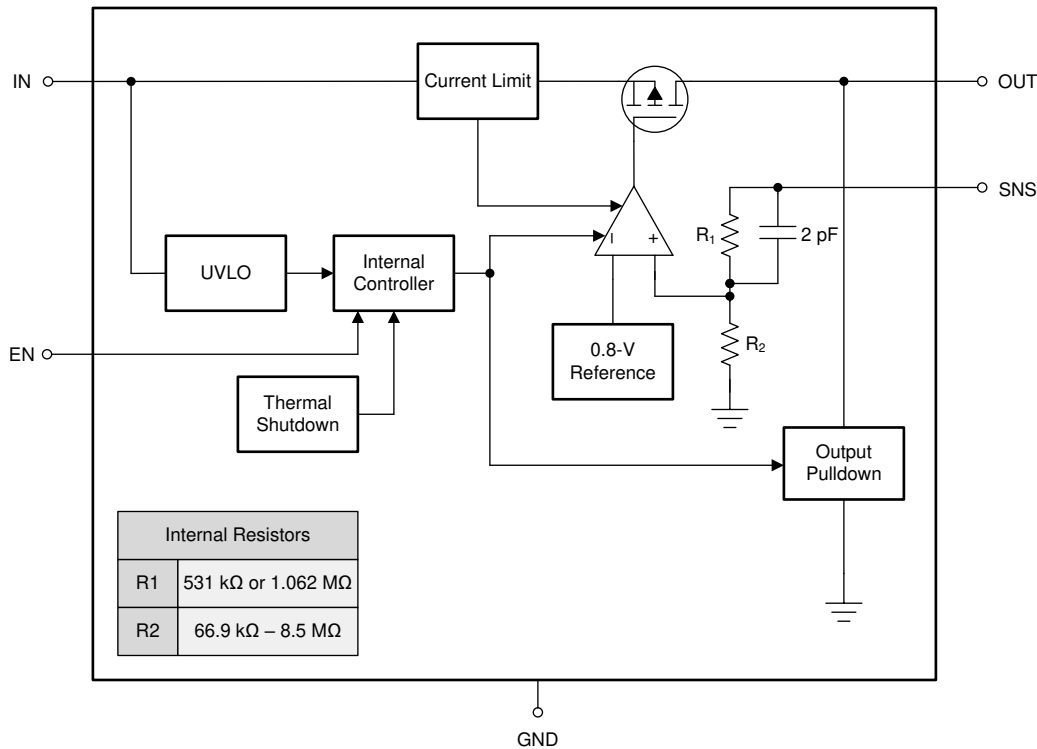 IN
Current Limit
OUT
SNS
R1
2 pF
– +
UVLO
Internal
Controller
EN
0.8-V
Reference
R2
Thermal
Shutdown
Output
Pulldown
Internal Resistors
R1 531 kΩ or 1.062 MΩ
R2 66.9 kΩ – 8.5 MΩ
GND